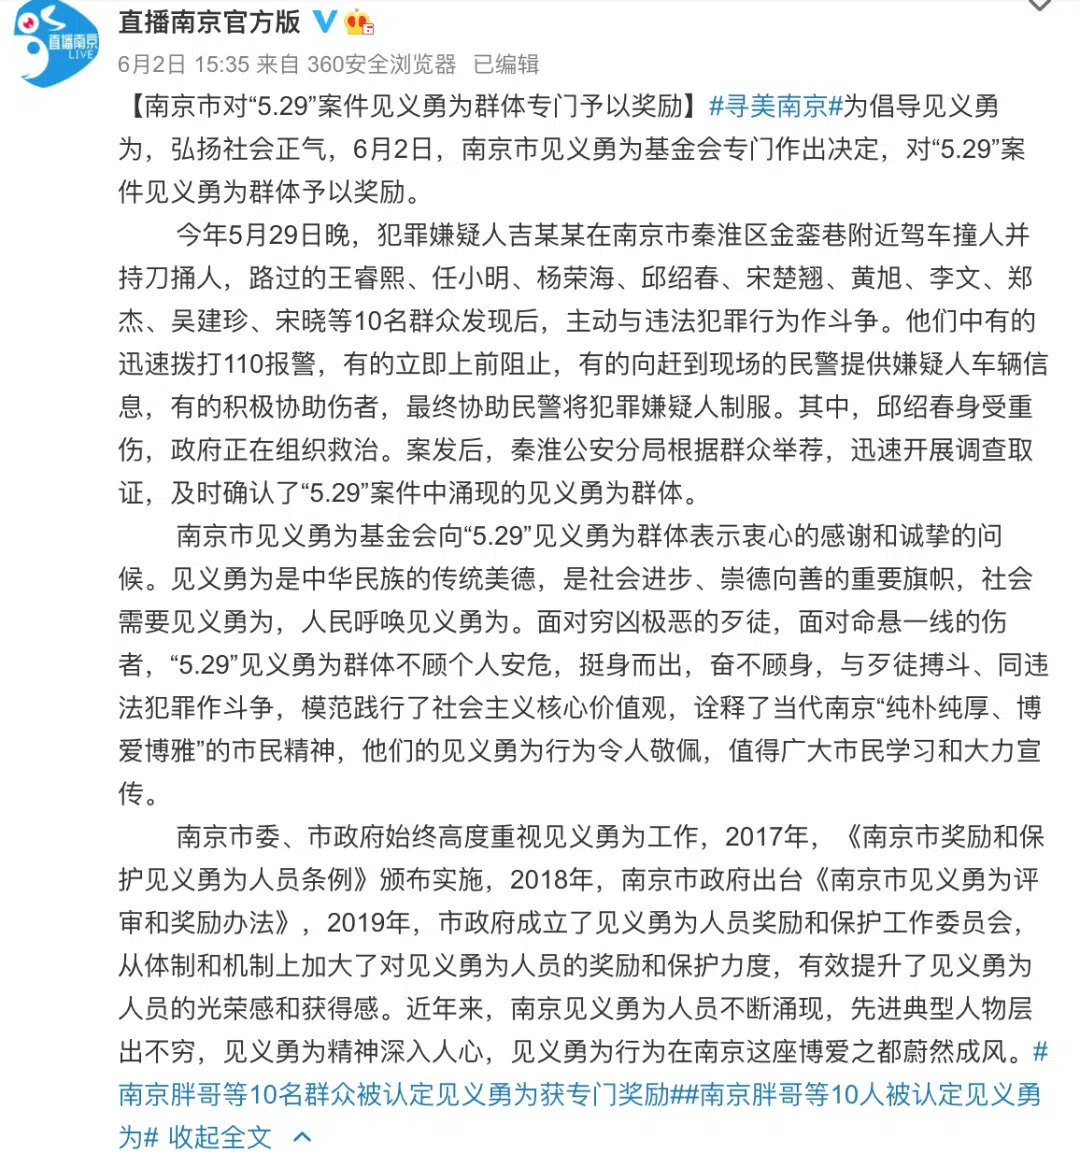 直播南京
LIVE
直播南京官方版
6月2日 15:35 来自 360安全浏览器 已编辑
【南京市对“5.29”案件见义勇为群体专门予以奖励】#寻美南京#为倡导见义勇
为，弘扬社会正气，6月2日，南京市见义勇为基金会专门作出决定，对“5.29”案
件见义勇为群体予以奖励。
今年5月29日晚，犯罪嫌疑人吉某某在南京市秦淮区金銮巷附近驾车撞人并
持刀捅人，路过的王睿熙、任小明、杨荣海、邱绍春、宋楚翘、黄旭、李文、郑
杰、吴建珍、宋晓等10名群众发现后，主动与违法犯罪行为作斗争。他们中有的
迅速拨打110报警，有的立即上前阻止，有的向赶到现场的民警提供嫌疑人车辆信
息，有的积极协助伤者，最终协助民警将犯罪嫌疑人制服。其中，邱绍春身受重
伤，政府正在组织救治。案发后，秦淮公安分局根据群众举荐，迅速开展调查取
证，及时确认了“5.29”案件中涌现的见义勇为群体。
南京市见义勇为基金会向“5.29”见义勇为群体表示衷心的感谢和诚挚的问
候。见义勇为是中华民族的传统美德，是社会进步、崇德向善的重要旗帜，社会
需要见义勇为，人民呼唤见义勇为。面对穷凶极恶的歹徒，面对命悬一线的伤
者，“5.29”见义勇为群体不顾个人安危，挺身而出，奋不顾身，与歹徒搏斗、同违
法犯罪作斗争，模范践行了社会主义核心价值观，诠释了当代南京“纯朴纯厚、博
爱博雅”的市民精神，他们的见义勇为行为令人敬佩，值得广大市民学习和大力宣
传。
南京市委、市政府始终高度重视见义勇为工作，2017年，《南京市奖励和保
护见义勇为人员条例》颁布实施，2018年，南京市政府出台《南京市见义勇为评
审和奖励办法》，2019年，市政府成立了见义勇为人员奖励和保护工作委员会，
从体制和机制上加大了对见义勇为人员的奖励和保护力度，有效提升了见义勇为
人员的光荣感和获得感。近年来，南京见义勇为人员不断涌现，先进典型人物层
出不穷，见义勇为精神深入人心，见义勇为行为在南京这座博爱之都蔚然成风。#
南京胖哥等10名群众被认定见义勇为获专门奖励##南京胖哥等10人被认定见义勇
为# 收起全文